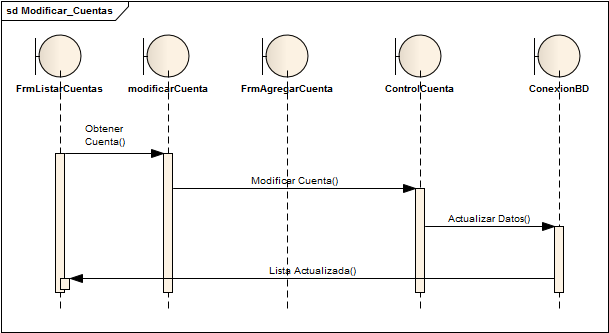 sd Modificar_Cuentas
FrmListarCuentas modificarCuenta FrmAgregarCuenta ControlCuenta ConexionBD
Obtener
Cuenta()
Modificar Cuenta()
Actualizar Datos()
Lista Actualizada()